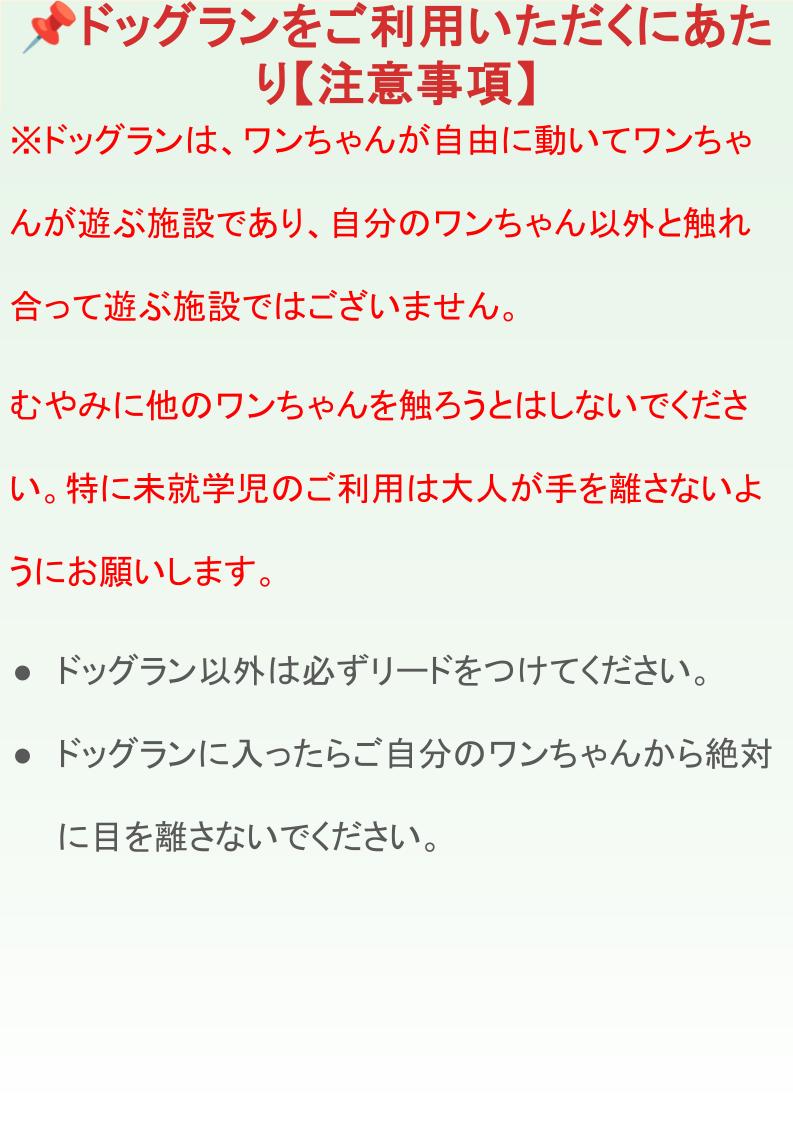 📌ドッグランをご利用いただくにあた
り【注意事項】
※ドッグランは、ワンちゃんが自由に動いてワンちゃ
んが遊ぶ施設であり、自分のワンちゃん以外と触れ
合って遊ぶ施設ではございません。
むやみに他のワンちゃんを触ろうとはしないでくださ
い。特に未就学児のご利用は大人が手を離さないよ
うにお願いします。
● ドッグラン以外は必ずリードをつけてください。
● ドッグランに入ったらご自分のワンちゃんから絶対
に目を離さないでください。